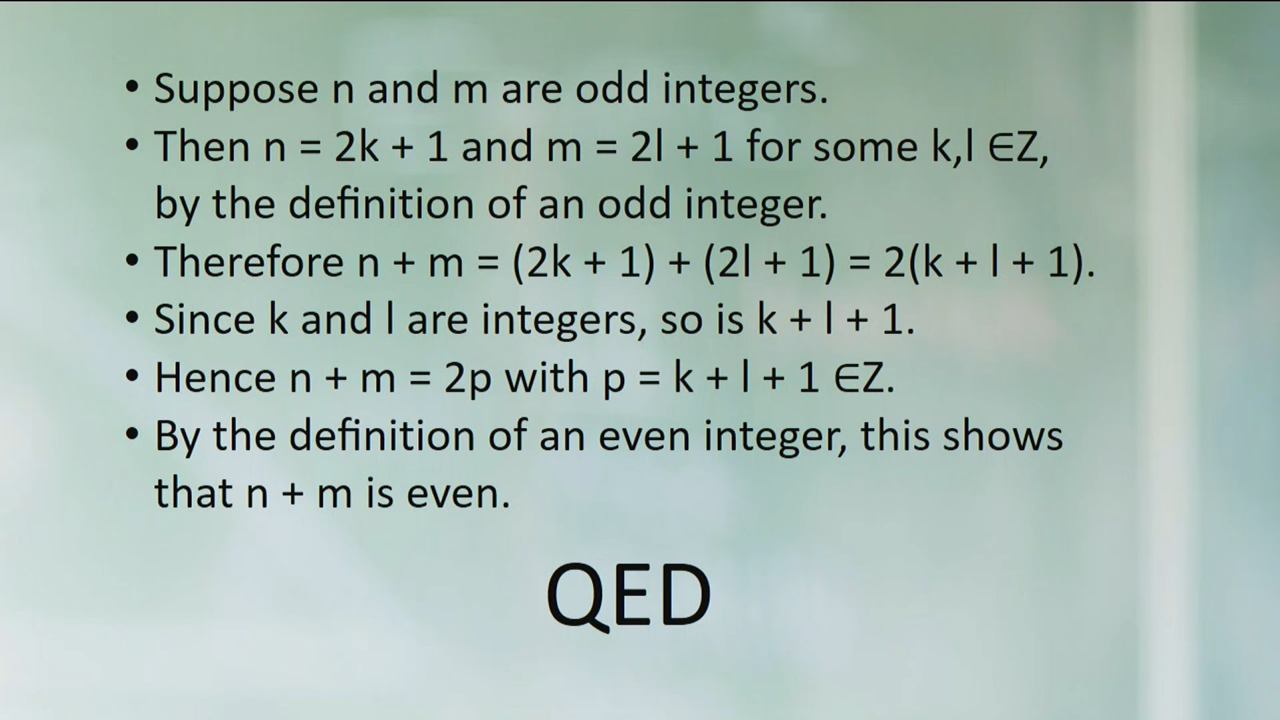 • Suppose n and m are odd integers.
• Then n = 2k + 1 and m = 2l + 1 for some k,l ∈Z,
by the definition of an odd integer.
• Therefore n + m = (2k + 1) + (2l + 1) = 2(k + l + 1).
• Since k and l are integers, so is k + l + 1.
• Hence n + m = 2p with p = k + l + 1 ∈Z.
• By the definition of an even integer, this shows
that n + m is even.
QED